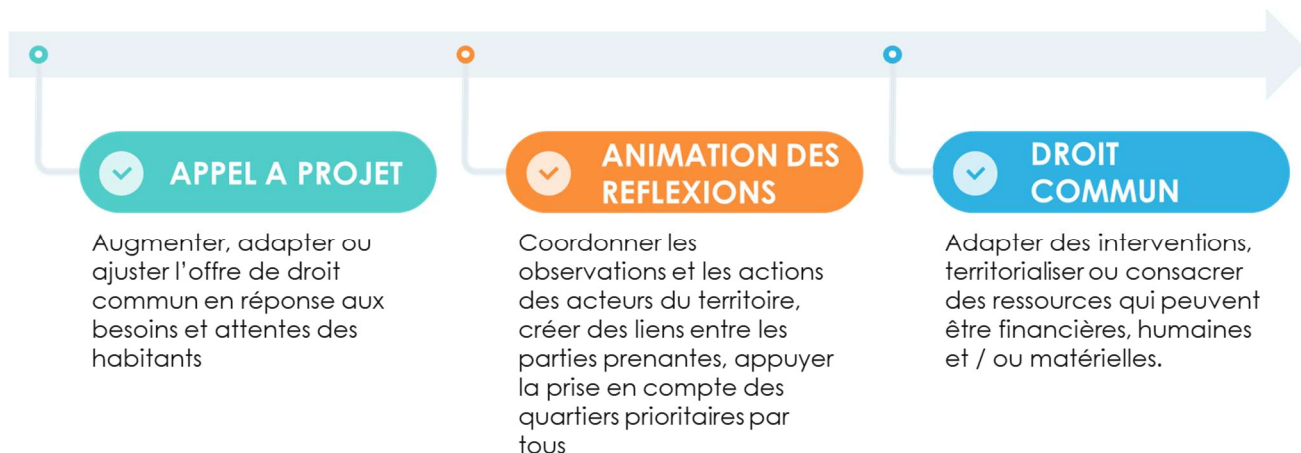 APPEL A PROJET
Augmenter, adapter ou
ajuster l'offre de droit
commun en réponse aux
besoins et attentes des
habitants
ANIMATION DES
REFLEXIONS
Coordonner les
observations et les actions
des acteurs du territoire,
créer des liens entre les
parties prenantes, appuyer
la prise en compte des
quartiers prioritaires par
tous
DROIT
COMMUN
Adapter des interventions,
territorialiser ou consacrer
des ressources qui peuvent
être financières, humaines
et / ou matérielles.